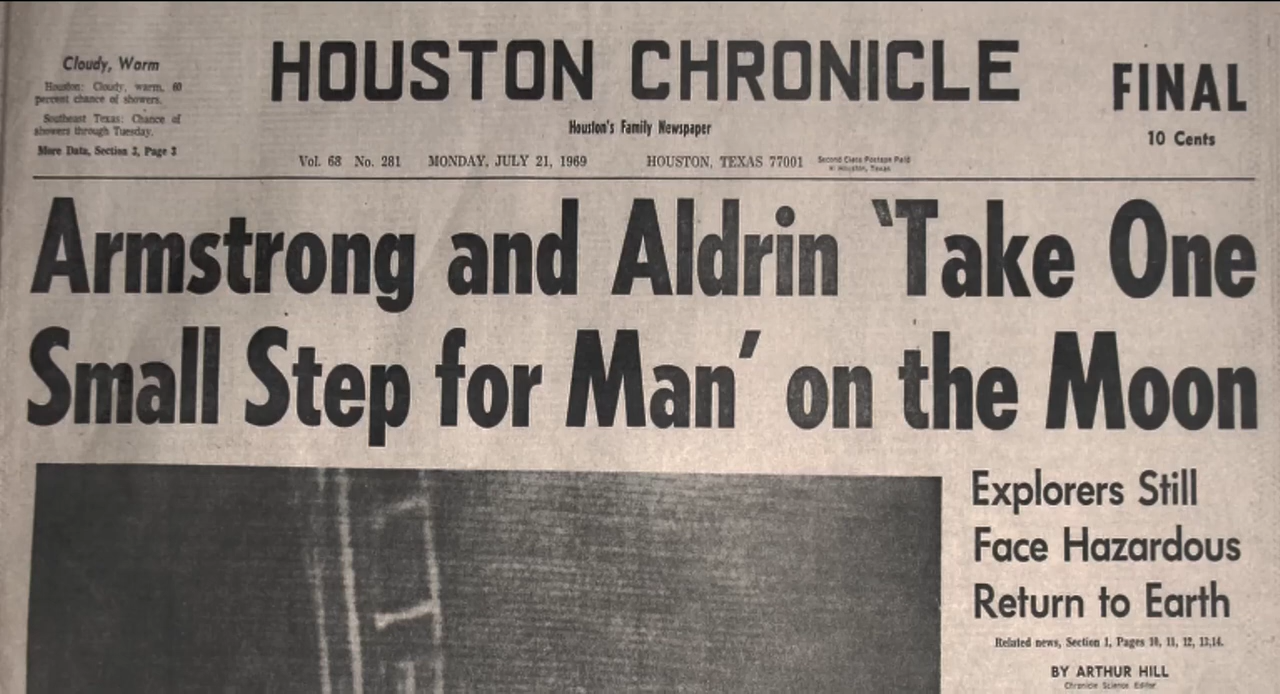 Cloudy, Warm
Houston: Cloudy, warm, 60
percent chance of showers.
Southeast Texas: Chance of
showers through Tuesday.
More Data, Section 2, Page 2
HOUSTON CHRONICLE
Houston's Family Newspaper
Vol. 68 No. 281 MONDAY, JULY 21, 1969 HOUSTON, TEXAS 77001
Second Class Postage Paid
in Houston, Texas
FINAL
10 Cents
Armstrong and Aldrin ‘Take One
Small Step for Man’ on the Moon
Explorers Still
Face Hazardous
Return to Earth
Related news, Section 1, Pages 10, 11, 12, 13,14.
BY ARTHUR HILL
Chronicle Science Editor